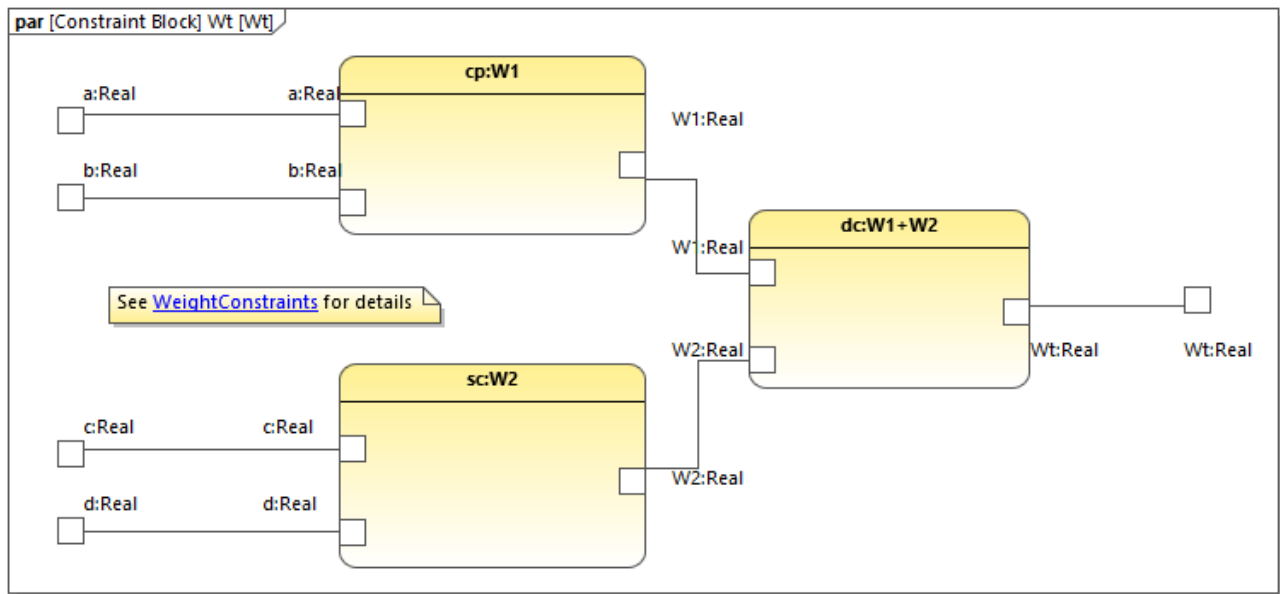 par [Constraint Block] Wt [Wt]
cp:W1
a:Real
a:Real
W1:Real
b:Real
b:Real
dc:W1+W2
W1:Real
See WeightConstraints for details
W2:Real
Wt:Real
Wt:Real
sc:W2
c:Real
c:Real
W2:Real
d:Real
d:Real